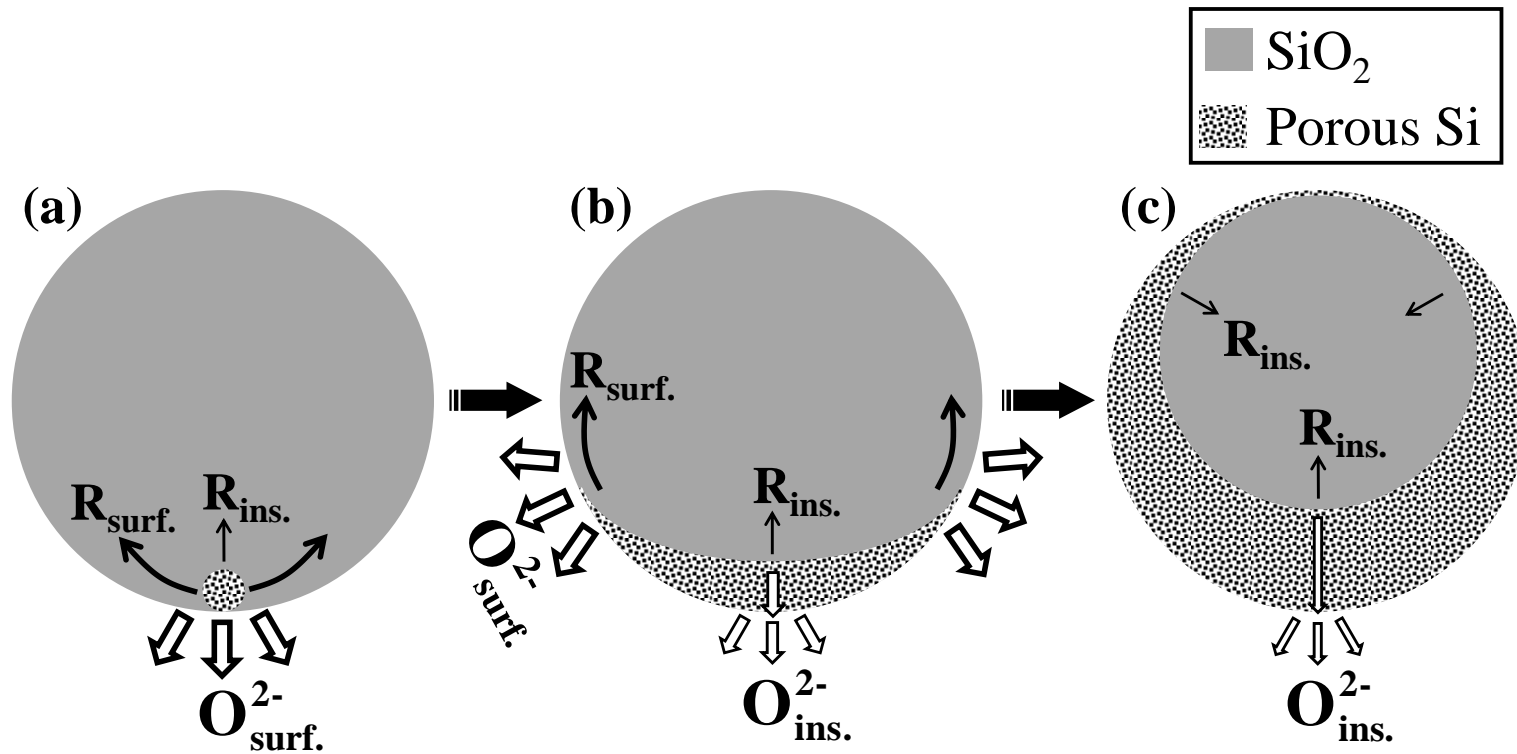 SiO2
Porous Si
(a)
(b)
(c)
Rsurf.
Rins.
O2-surf.
Rsurf.
Rins.
O2-surf.
O2-ins.
Rins.
Rins.
O2-ins.